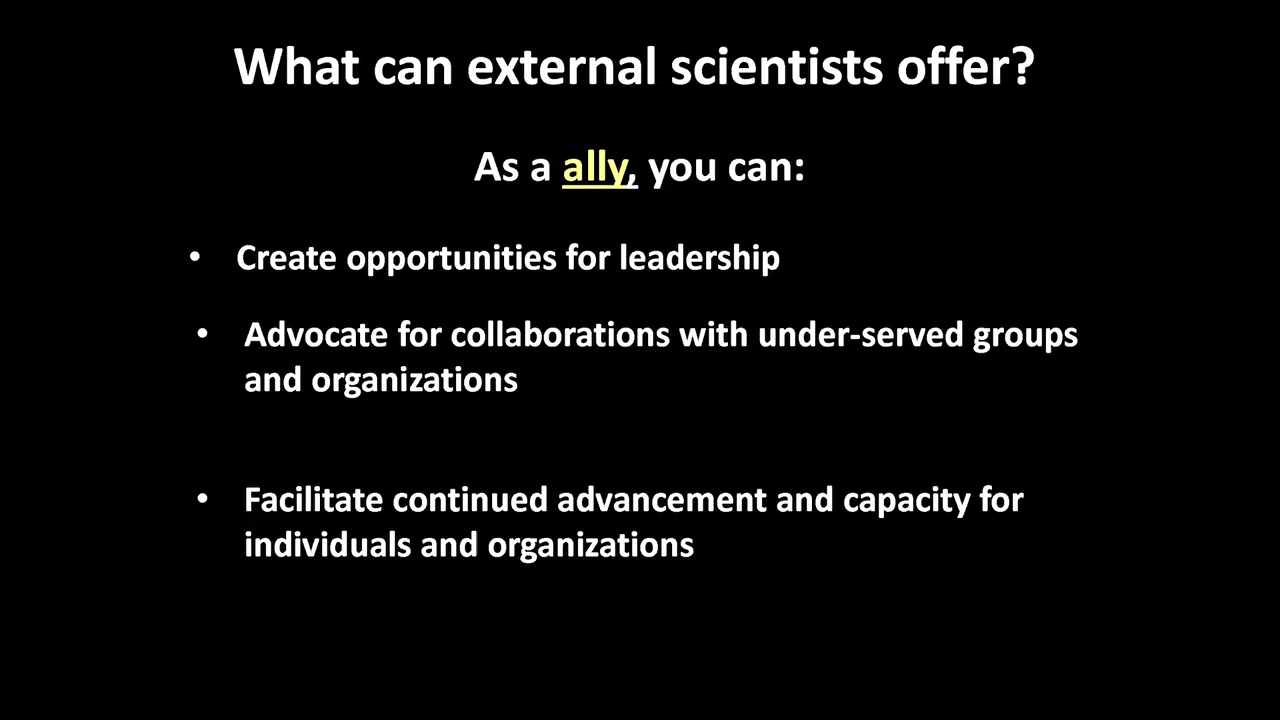 What can external scientists offer?
As a ally, you can:
• Create opportunities for leadership
• Advocate for collaborations with under-served groups
and organizations
• Facilitate continued advancement and capacity for
individuals and organizations